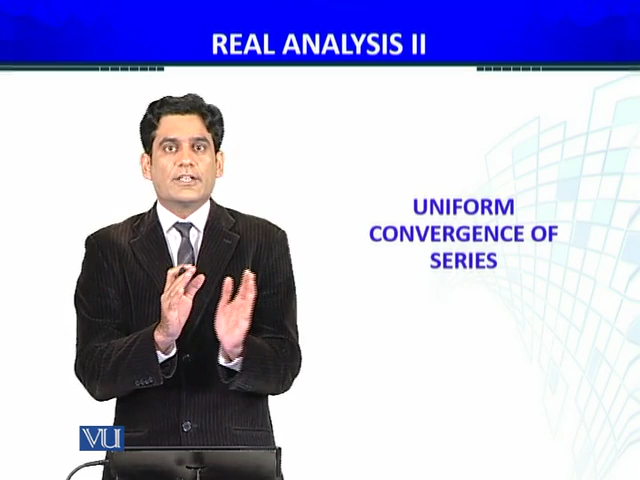 REAL ANALYSIS II
UNIFORM
CONVERGENCE OF
SERIES
VU